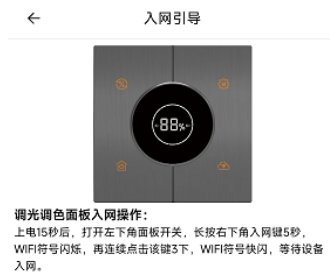 入网引导
88%
调光调色面板入网操作：
上电15秒后，打开左下角面板开关，长按右下角入网键5秒，
WIFI符号闪烁，再连续点击该键3下，WIFI符号快闪，等待设备
入网。